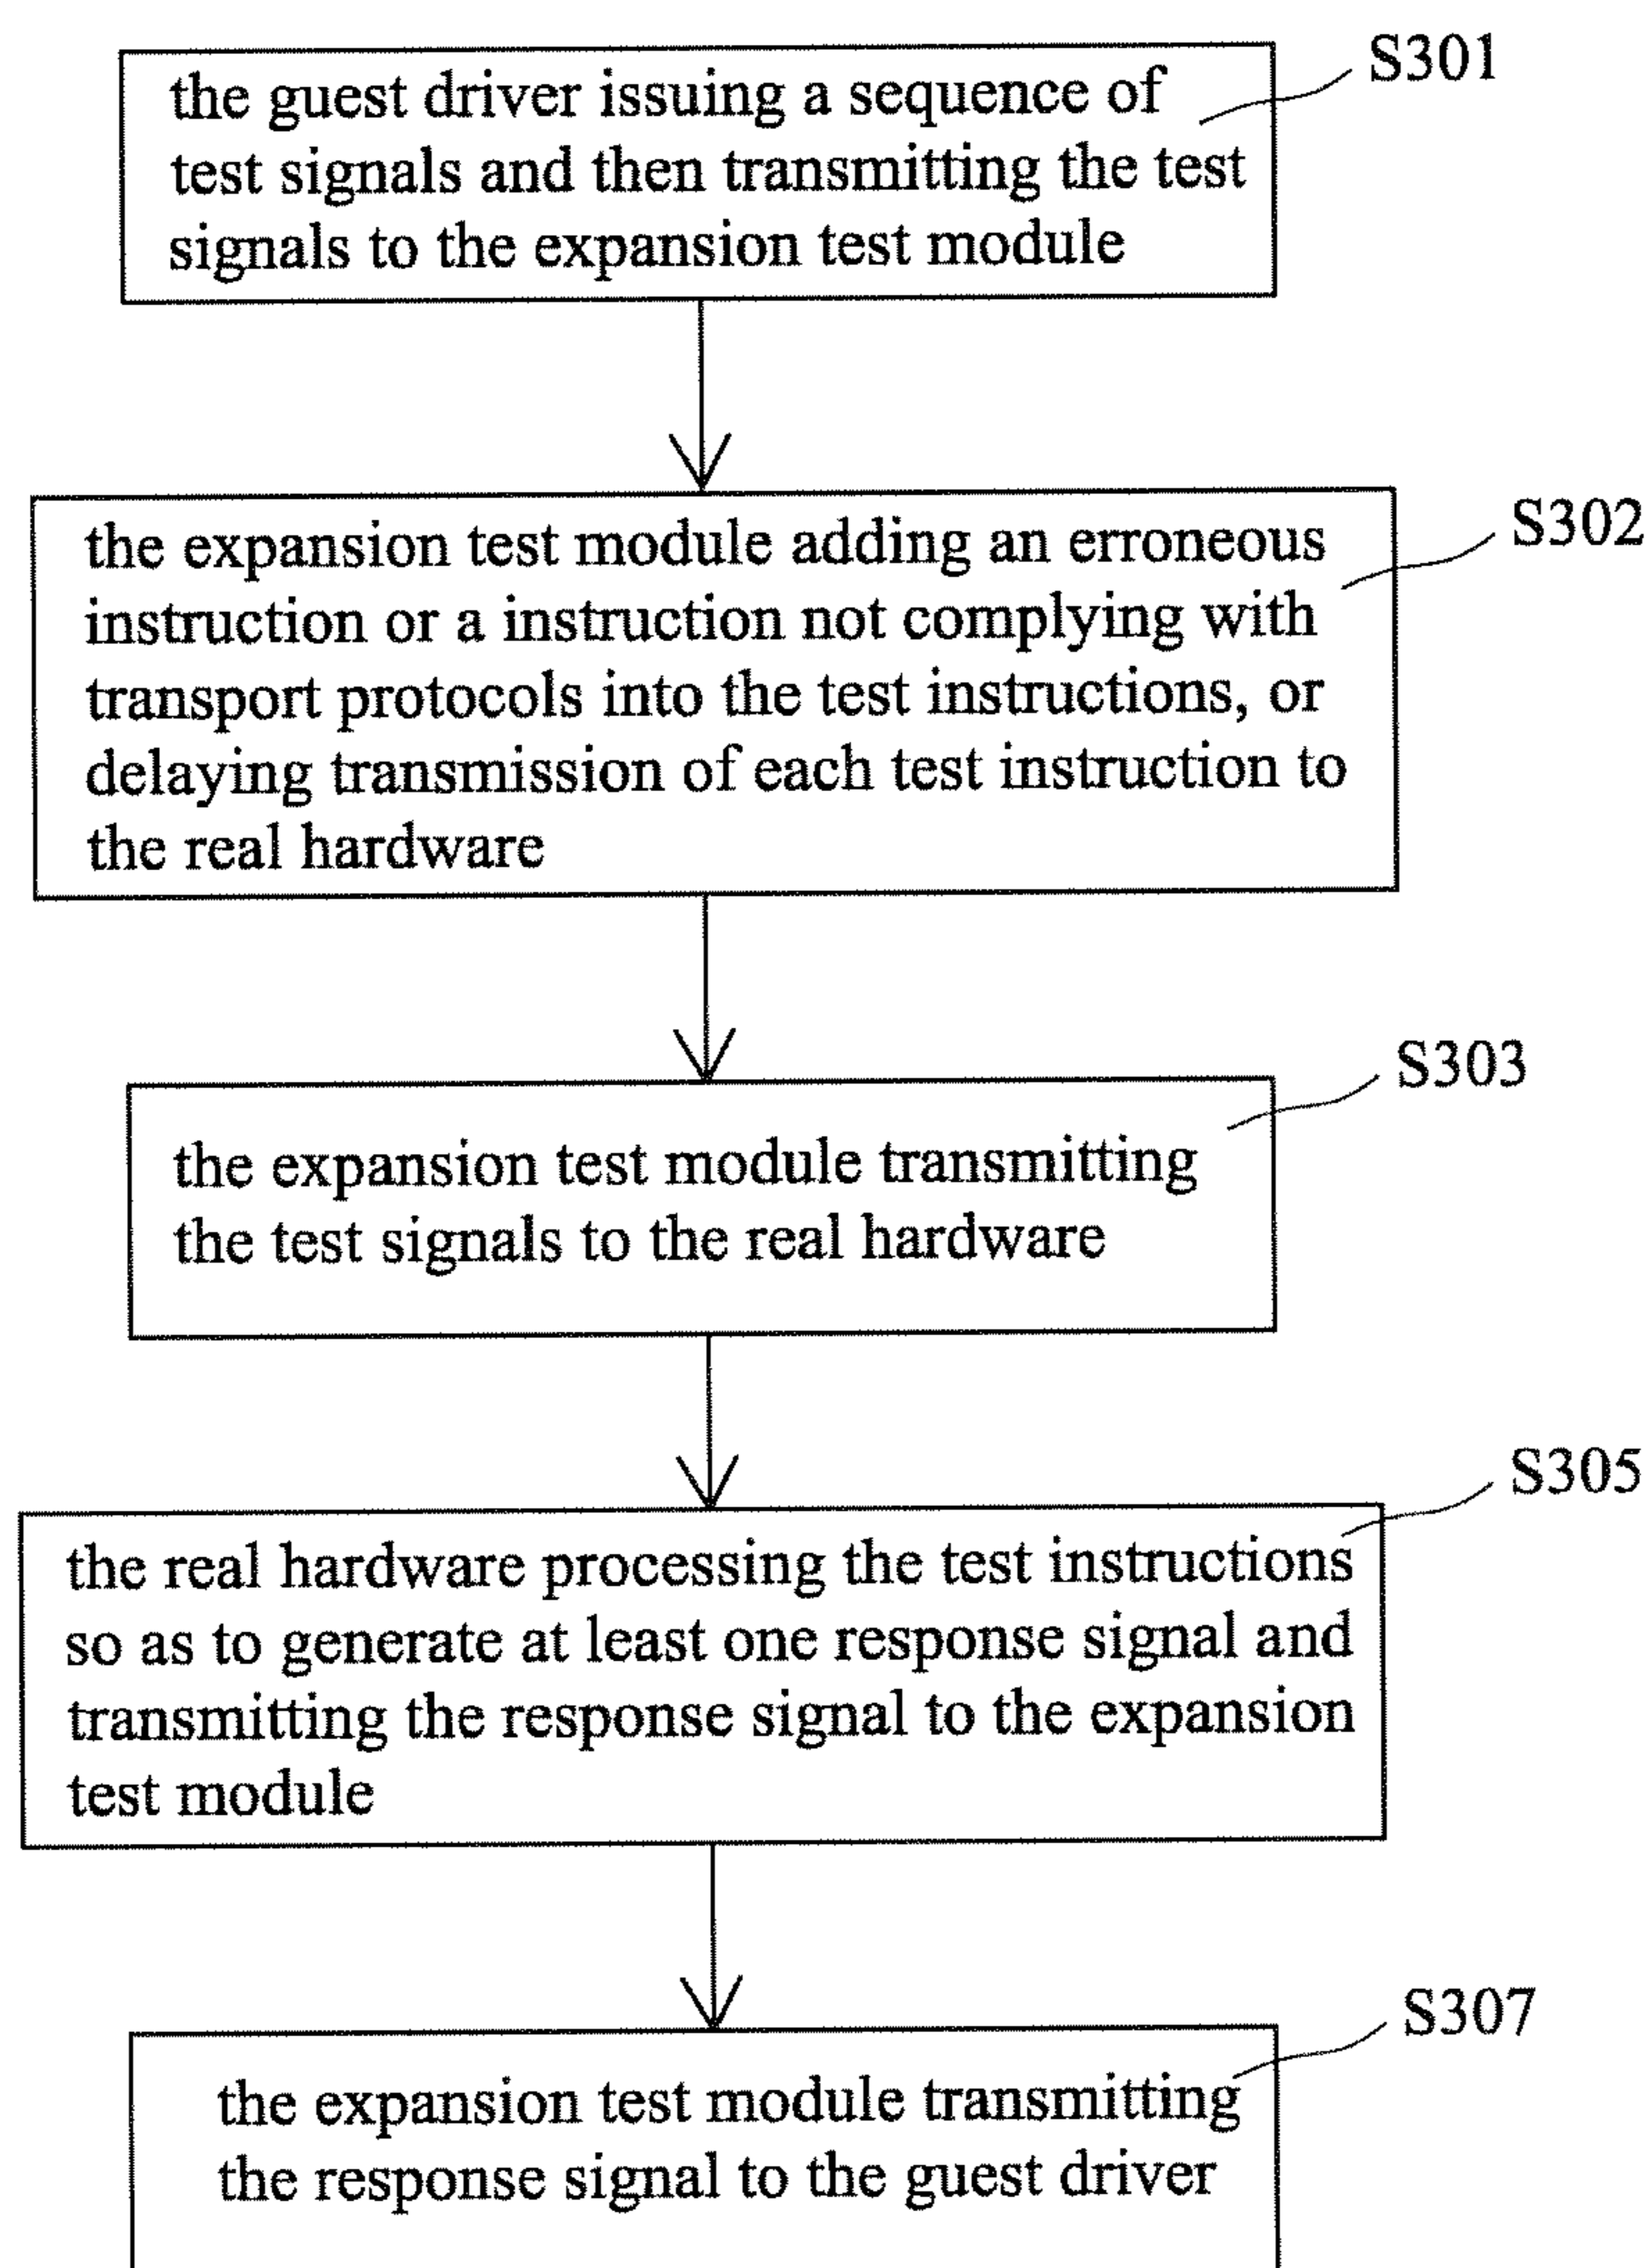 S301
the guest driver issuing a sequence of
test signals and then transmitting the test
signals to the expansion test module
S302
the expansion test module adding an erroneous
instruction or a instruction not complying with
transport protocols into the test instructions, or
delaying transmission of each test instruction to
the real hardware
S303
the expansion test module transmitting
the test signals to the real hardware
S305
the real hardware processing the test instructions
so as to generate at least one response signal and
transmitting the response signal to the expansion
test module
S307
the expansion test module transmitting
the response signal to the guest driver